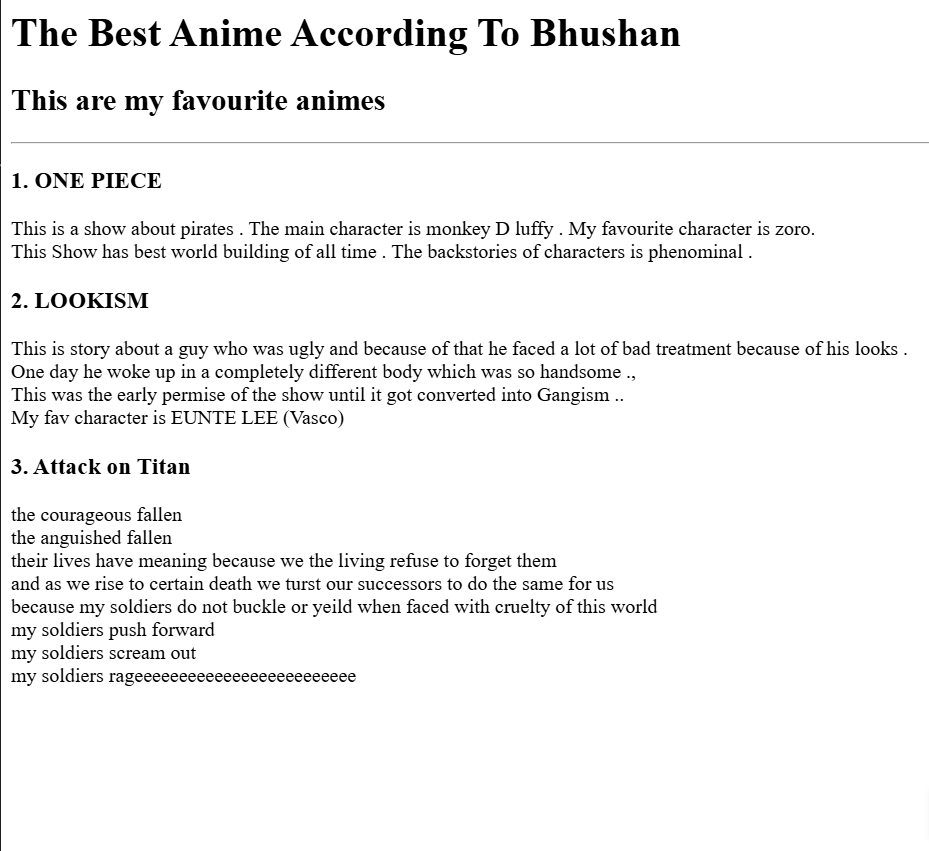 The Best Anime According To Bhushan
This are my favourite animes
1. ONE PIECE
This is a show about pirates . The main character is monkey D luffy . My favourite character is zoro.
This Show has best world building of all time . The backstories of characters is phenominal .
2. LOOKISM
This is story about a guy who was ugly and because of that he faced a lot of bad treatment because of his looks .
One day he woke up in a completely different body which was so handsome .,
This was the early permise of the show until it got converted into Gangism ..
My fav character is EUNTE LEE (Vasco)
3. Attack on Titan
the courageous fallen
the anguished fallen
their lives have meaning because we the living refuse to forget them
and as we rise to certain death we turst our successors to do the same for us
because my soldiers do not buckle or yeild when faced with cruelty of this world
my soldiers push forward
my soldiers scream out
my soldiers rageeeeeeeeeeeeeeeeeeeeeeeeee